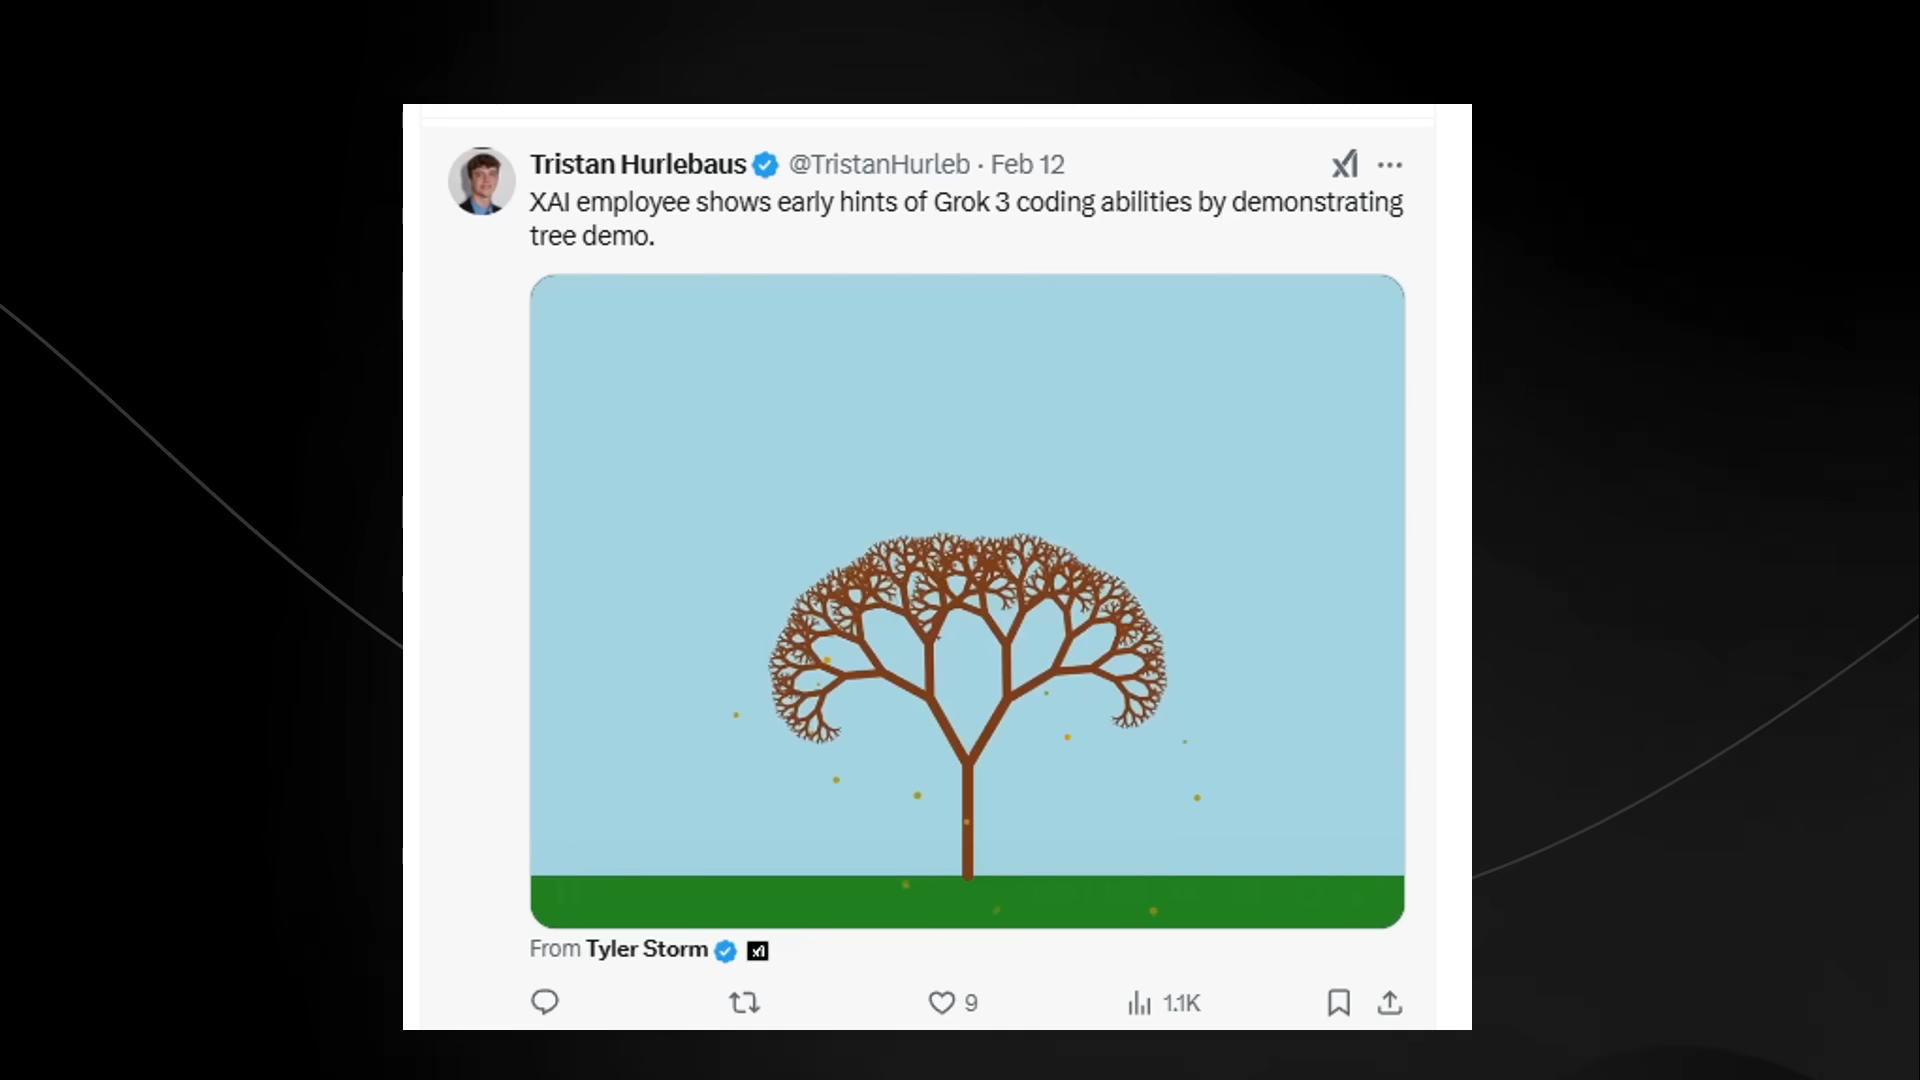 Tristan Hurlebaus @TristanHurleb · Feb 12
XAI employee shows early hints of Grok 3 coding abilities by demonstrating
tree demo.
From Tyler Storm xI
9 1.1K